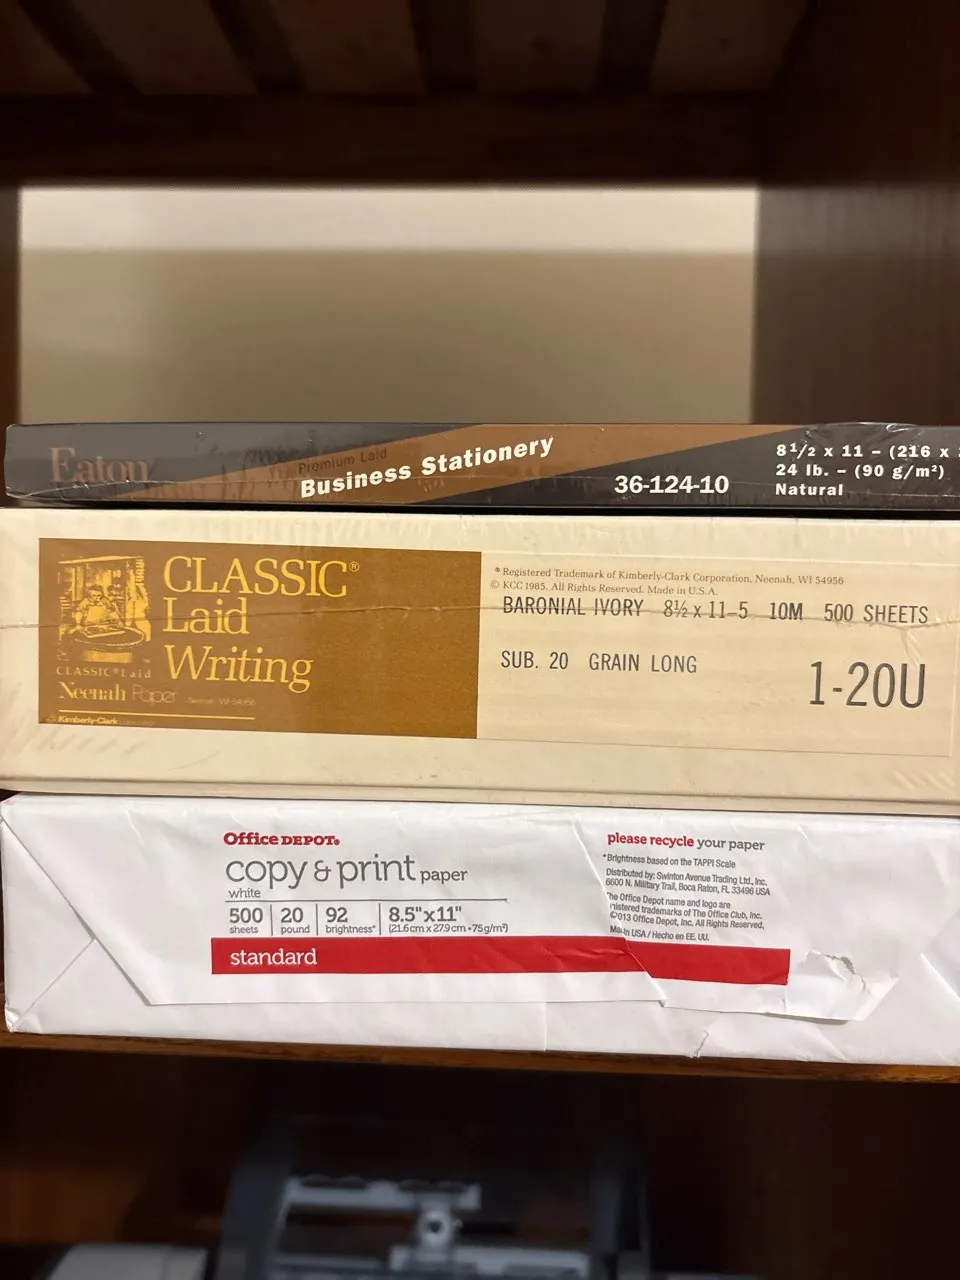 Eaton
Premium Laid
Business Stationery
36-124-10
8 1/2 x 11 – (216 x
24 lb. – (90 g/m²)
Natural
CLASSIC®
Laid
Writing
CLASSIC® Laid
Neenah Paper Neenah, WI 54956
Kimberly-Clark
* Registered Trademark of Kimberly-Clark Corporation, Neenah, WI 54956
© KCC 1985. All Rights Reserved. Made in U.S.A.
BARONIAL IVORY 8½ x 11-5 10M 500 SHEETS
SUB. 20 GRAIN LONG
1-20U
Office DEPOT®
copy & print paper
white
500 sheets
20 pound
92 brightness*
8.5"x11"
(21.6cm x 27.9cm • 75g/m²)
standard
please recycle your paper
*Brightness based on the TAPPI Scale
Distributed by: Swinton Avenue Trading Ltd., Inc.
6600 N. Military Trail, Boca Raton, FL 33496 USA
The Office Depot name and logo are
registered trademarks of The Office Club, Inc.
©2013 Office Depot, Inc. All Rights Reserved,
Made in USA / Hecho en EE. UU.